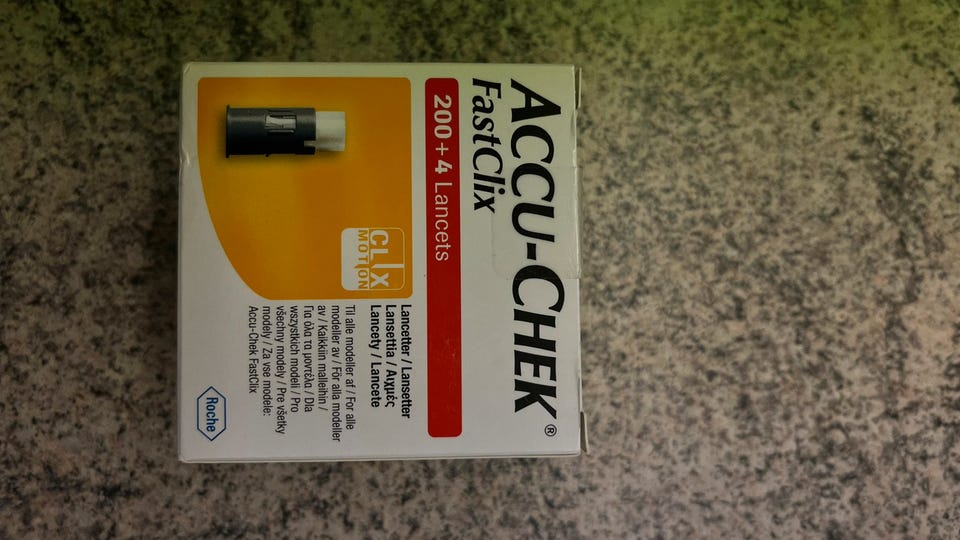 ACCU-CHEK®
FastClix
200 + 4 Lancets
CLIX
MOTION
Lancetter / Lansetter
Lansettia / Αιχμές
Lancety / Lancete
Til alle modeller af / For alle
modeller av / För alla modeller
av / Kaikkiin malleihin /
Για όλα τα μοντέλα / Dla
wszystkich modeli / Pro
všechny modely / Pre všetky
modely / Za vse modele:
Accu-Chek FastClix
Roche